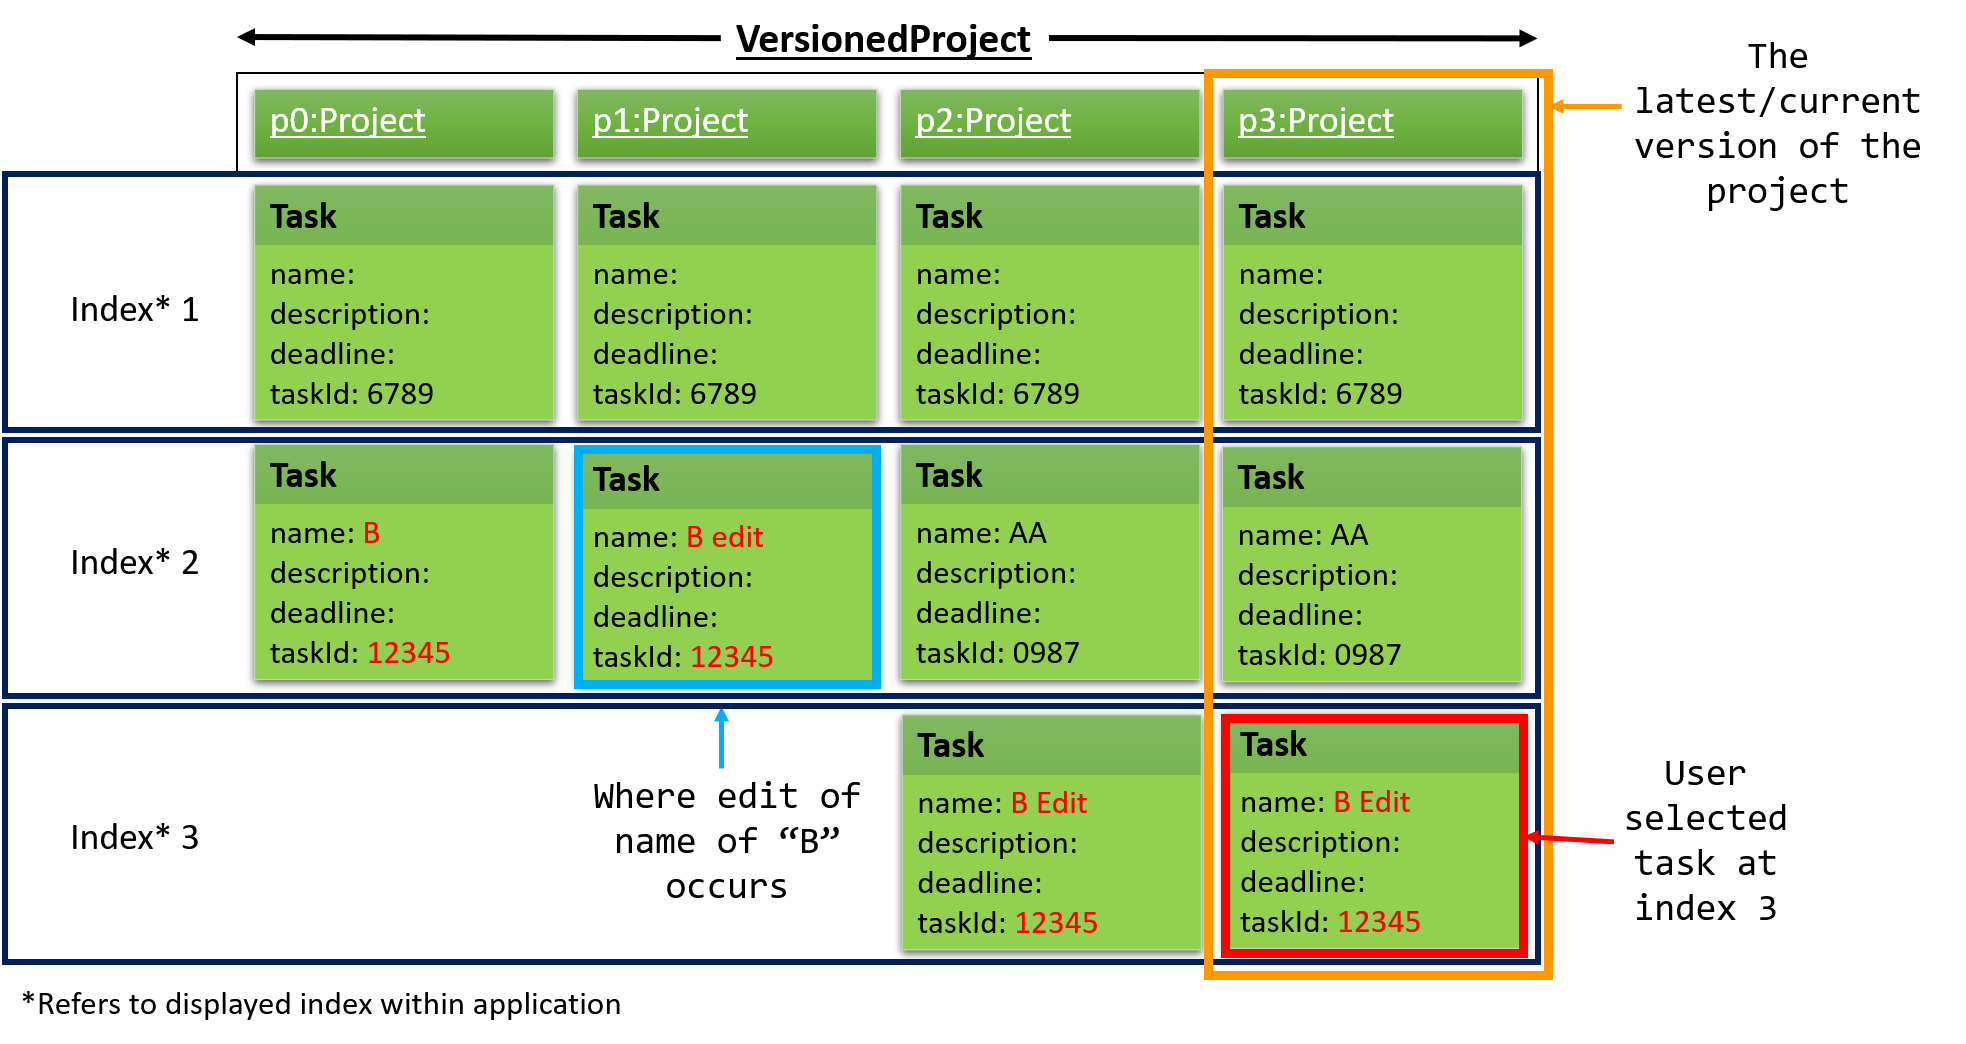 VersionedProject
The
latest/current
version of the
project
p0:Project
p1:Project
p2:Project
p3:Project
Index* 1
Task
name:
description:
deadline:
taskId: 6789
Task
name:
description:
deadline:
taskId: 6789
Task
name:
description:
deadline:
taskId: 6789
Task
name:
description:
deadline:
taskId: 6789
Index* 2
Task
name: B
description:
deadline:
taskId: 12345
Task
name: B edit
description:
deadline:
taskId: 12345
Task
name: AA
description:
deadline:
taskId: 0987
Task
name: AA
description:
deadline:
taskId: 0987
Index* 3
Where edit of
name of “B”
occurs
Task
name: B Edit
description:
deadline:
taskId: 12345
Task
name: B Edit
description:
deadline:
taskId: 12345
User
selected
task at
index 3
*Refers to displayed index within application